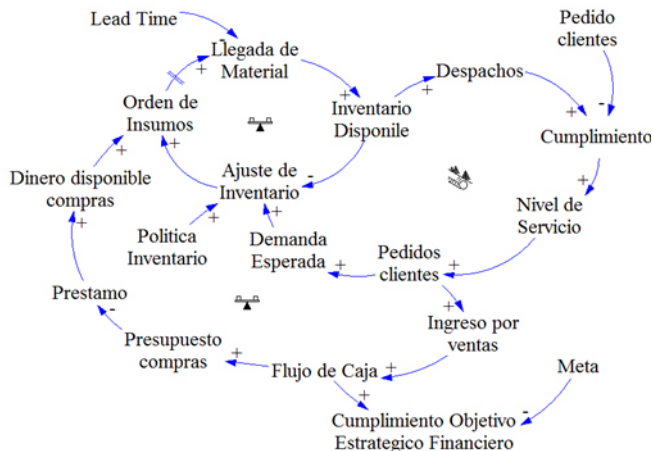 Lead Time
Pedido
clientes
Llegada de
Material
Despachos
Orden de
Insumos
Inventario
Disponile
Cumplimiento
Ajuste de
Inventario
Dinero disponible
compras
Nivel de
Servicio
Politica
Inventario
Demanda
Esperada
Pedidos
clientes
Prestamo
Ingreso por
ventas
Presupuesto
compras
Flujo de Caja
Meta
Cumplimiento Objetivo
Estrategico Financiero